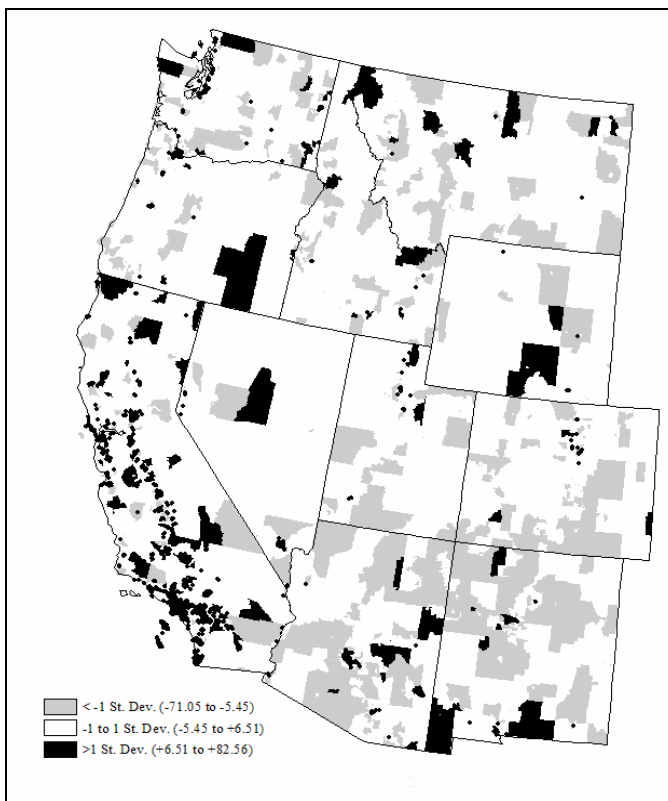 < -1 St. Dev. (-71.05 to -5.45)
-1 to 1 St. Dev. (-5.45 to +6.51)
>1 St. Dev. (+6.51 to +82.56)